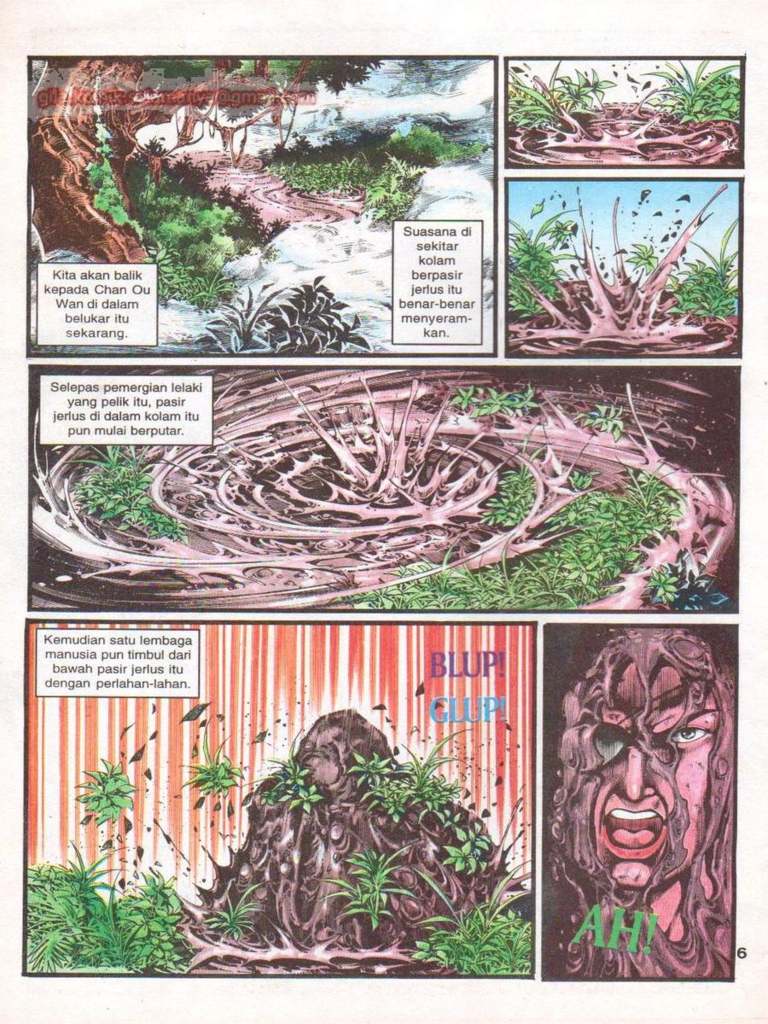 Kita akan balik
kepada Chan Ou
Wan di dalam
belukar itu
sekarang.
Suasana di
sekitar
kolam
berpasir
jerlus itu
benar-benar
menyeram-
kan.
Selepas pemergian lelaki
yang pelik itu, pasir
jerlus di dalam kolam itu
pun mulai berputar.
Kemudian satu lembaga
manusia pun timbul dari
bawah pasir jerlus itu
dengan perlahan-lahan.
BLUP!
GLUP!
AH!
6